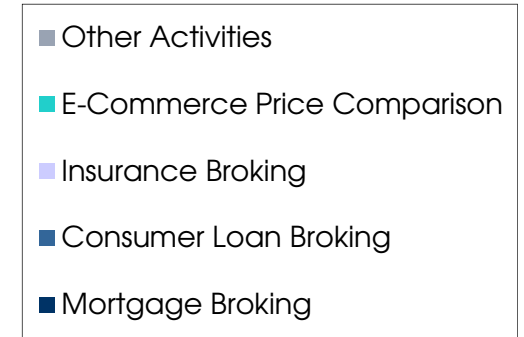 Other Activities
E-Commerce Price Comparison
Insurance Broking
Consumer Loan Broking
Mortgage Broking